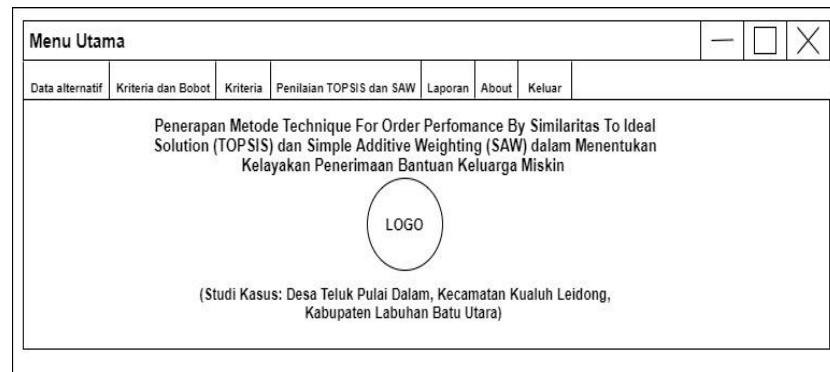 Menu Utama
Data alternatif Kriteria dan Bobot Kriteria Penilaian TOPSIS dan SAW Laporan About Keluar
Penerapan Metode Technique For Order Perfomance By Similaritas To Ideal
Solution (TOPSIS) dan Simple Additive Weighting (SAW) dalam Menentukan
Kelayakan Penerimaan Bantuan Keluarga Miskin
LOGO
(Studi Kasus: Desa Teluk Pulai Dalam, Kecamatan Kualuh Leidong,
Kabupaten Labuhan Batu Utara)